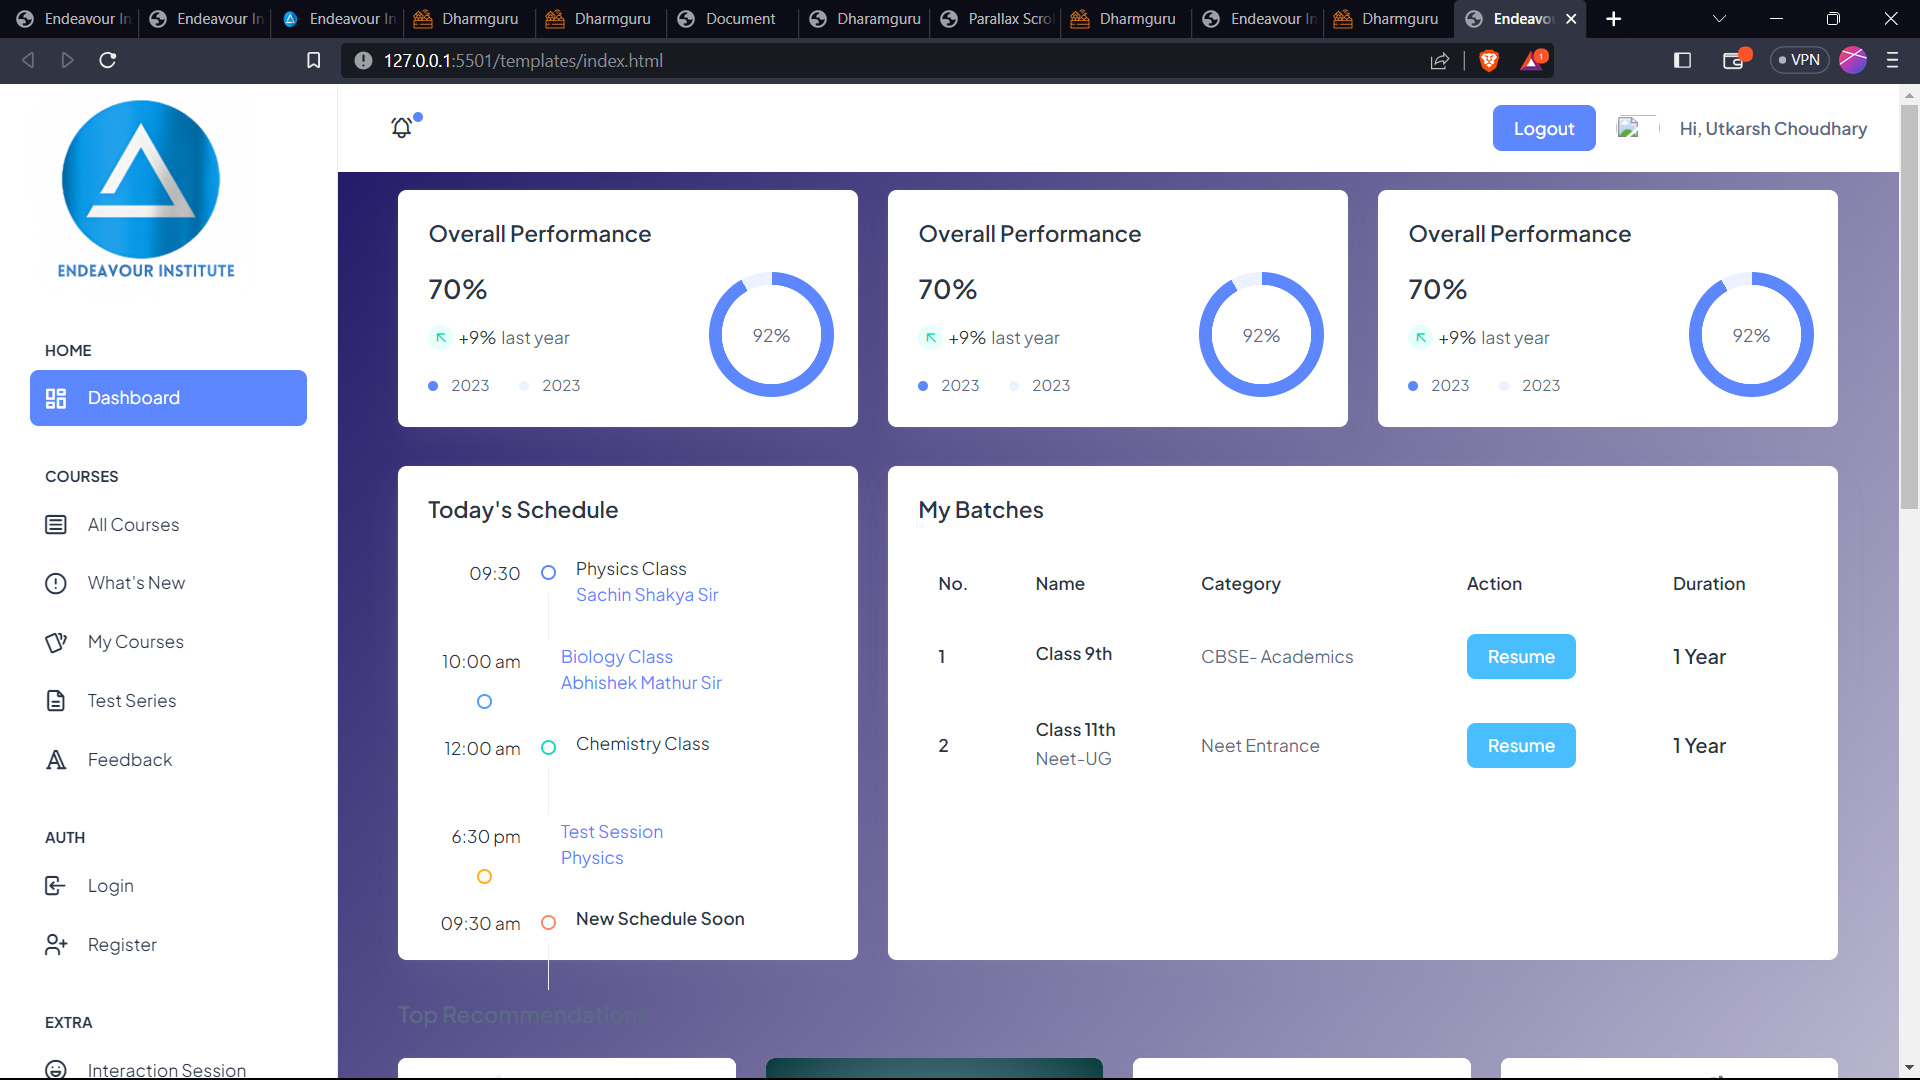 Endeavour In
Endeavour In
Endeavour In
Dharmguru
Dharmguru
Document
Dharamguru
Parallax Scro
Dharmguru
Endeavour In
Dharmguru
Endeavou
127.0.0.1:5501/templates/index.html
1
VPN
ENDEAVOUR INSTITUTE
HOME
Dashboard
COURSES
All Courses
What's New
My Courses
Test Series
Feedback
AUTH
Login
Register
EXTRA
Interaction Session
Logout
Hi, Utkarsh Choudhary
Overall Performance
70%
+9% last year
2023 2023
92%
Overall Performance
70%
+9% last year
2023 2023
92%
Overall Performance
70%
+9% last year
2023 2023
92%
Today's Schedule
09:30 Physics Class
Sachin Shakya Sir
10:00 am Biology Class
Abhishek Mathur Sir
12:00 am Chemistry Class
6:30 pm Test Session
Physics
09:30 am New Schedule Soon
My Batches
No. Name Category Action Duration
1 Class 9th CBSE- Academics Resume 1 Year
2 Class 11th Neet-UG Neet Entrance Resume 1 Year
Top Recommendations